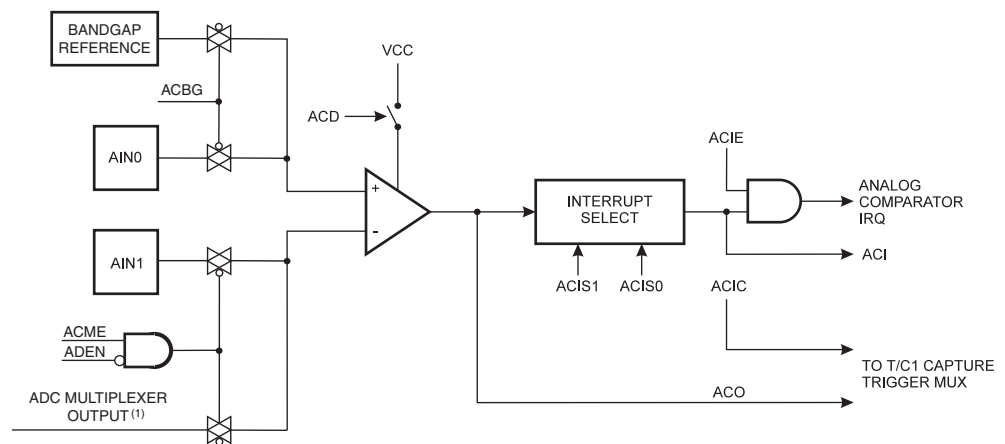 BANDGAP
REFERENCE
ACBG
AIN0
AIN1
ACME
ADEN
ADC MULTIPLEXER
OUTPUT (1)
VCC
ACD
+
-
INTERRUPT
SELECT
ACIS1
ACIS0
ACIE
ANALOG
COMPARATOR
IRQ
ACI
ACIC
TO T/C1 CAPTURE
TRIGGER MUX
ACO